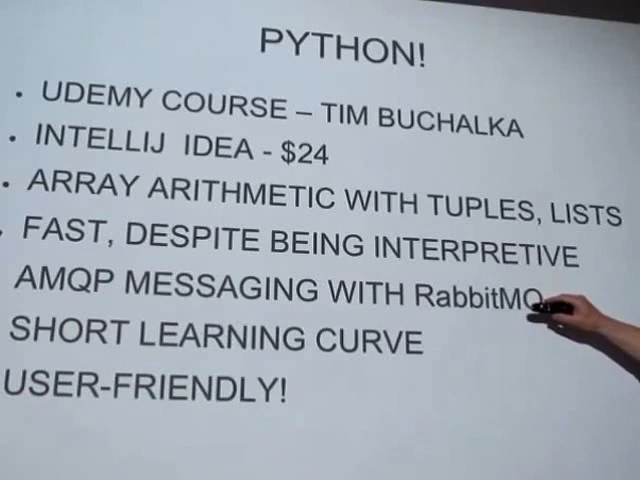 PYTHON!
• UDEMY COURSE – TIM BUCHALKA
• INTELLIJ IDEA - $24
• ARRAY ARITHMETIC WITH TUPLES, LISTS
• FAST, DESPITE BEING INTERPRETIVE
AMQP MESSAGING WITH RabbitMQ
SHORT LEARNING CURVE
USER-FRIENDLY!